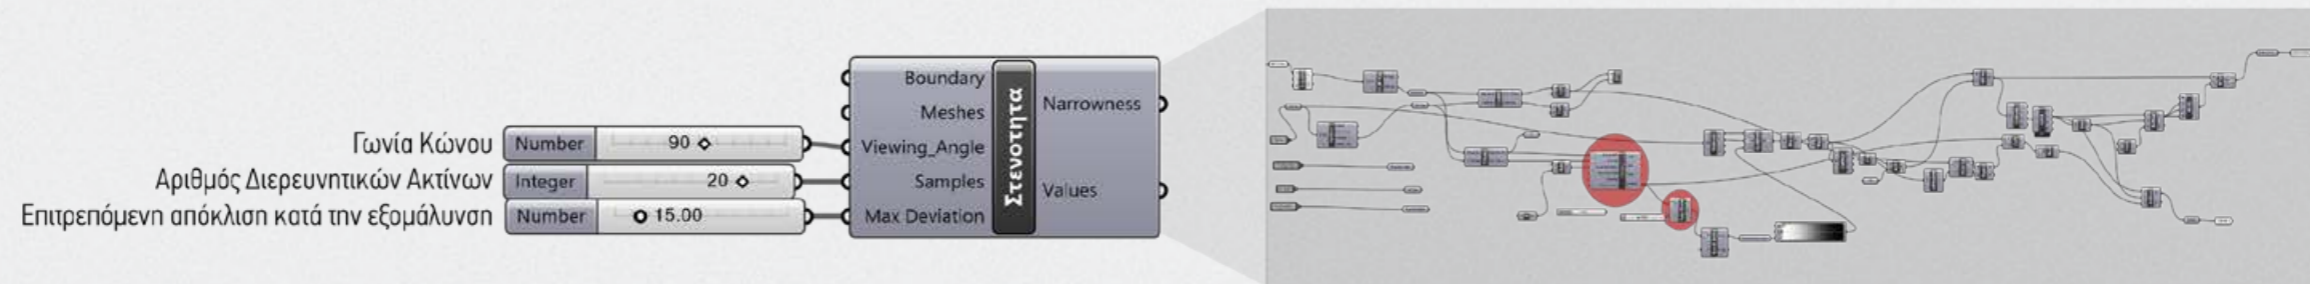 Boundary
Narrowness
Meshes
Γωνία Κώνου Number 90 Viewing_Angle
Στενοτητα
Αριθμός Διερευνητικών Ακτίνων Integer 20 Samples
Values
Επιτρεπόμενη απόκλιση κατά την εξομάλυνση Number 15.00 Max Deviation